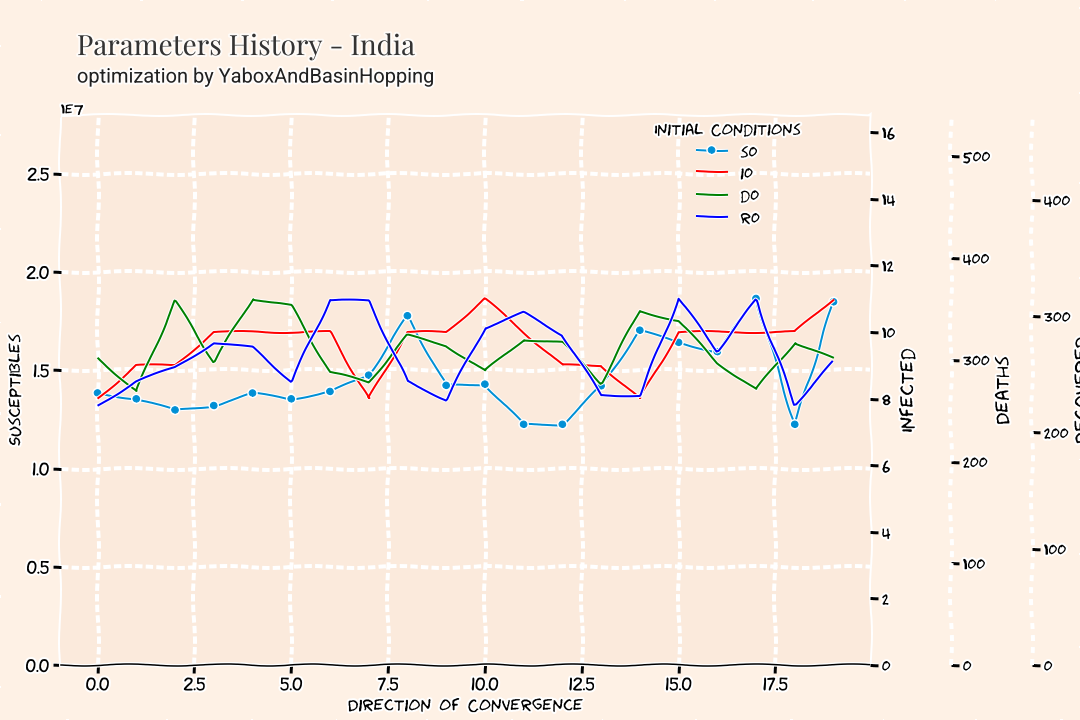 Parameters History - India
optimization by YaboxAndBasinHopping
1E7
INITIAL CONDITIONS
S0
I0
D0
R0
2.5
2.0
1.5
1.0
0.5
0.0
SUSCEPTIBLES
0.0 2.5 5.0 7.5 10.0 12.5 15.0 17.5
DIRECTION OF CONVERGENCE
16
14
12
10
8
6
4
2
0
INFECTED
500
400
300
200
100
0
DEATHS
400
300
200
100
0